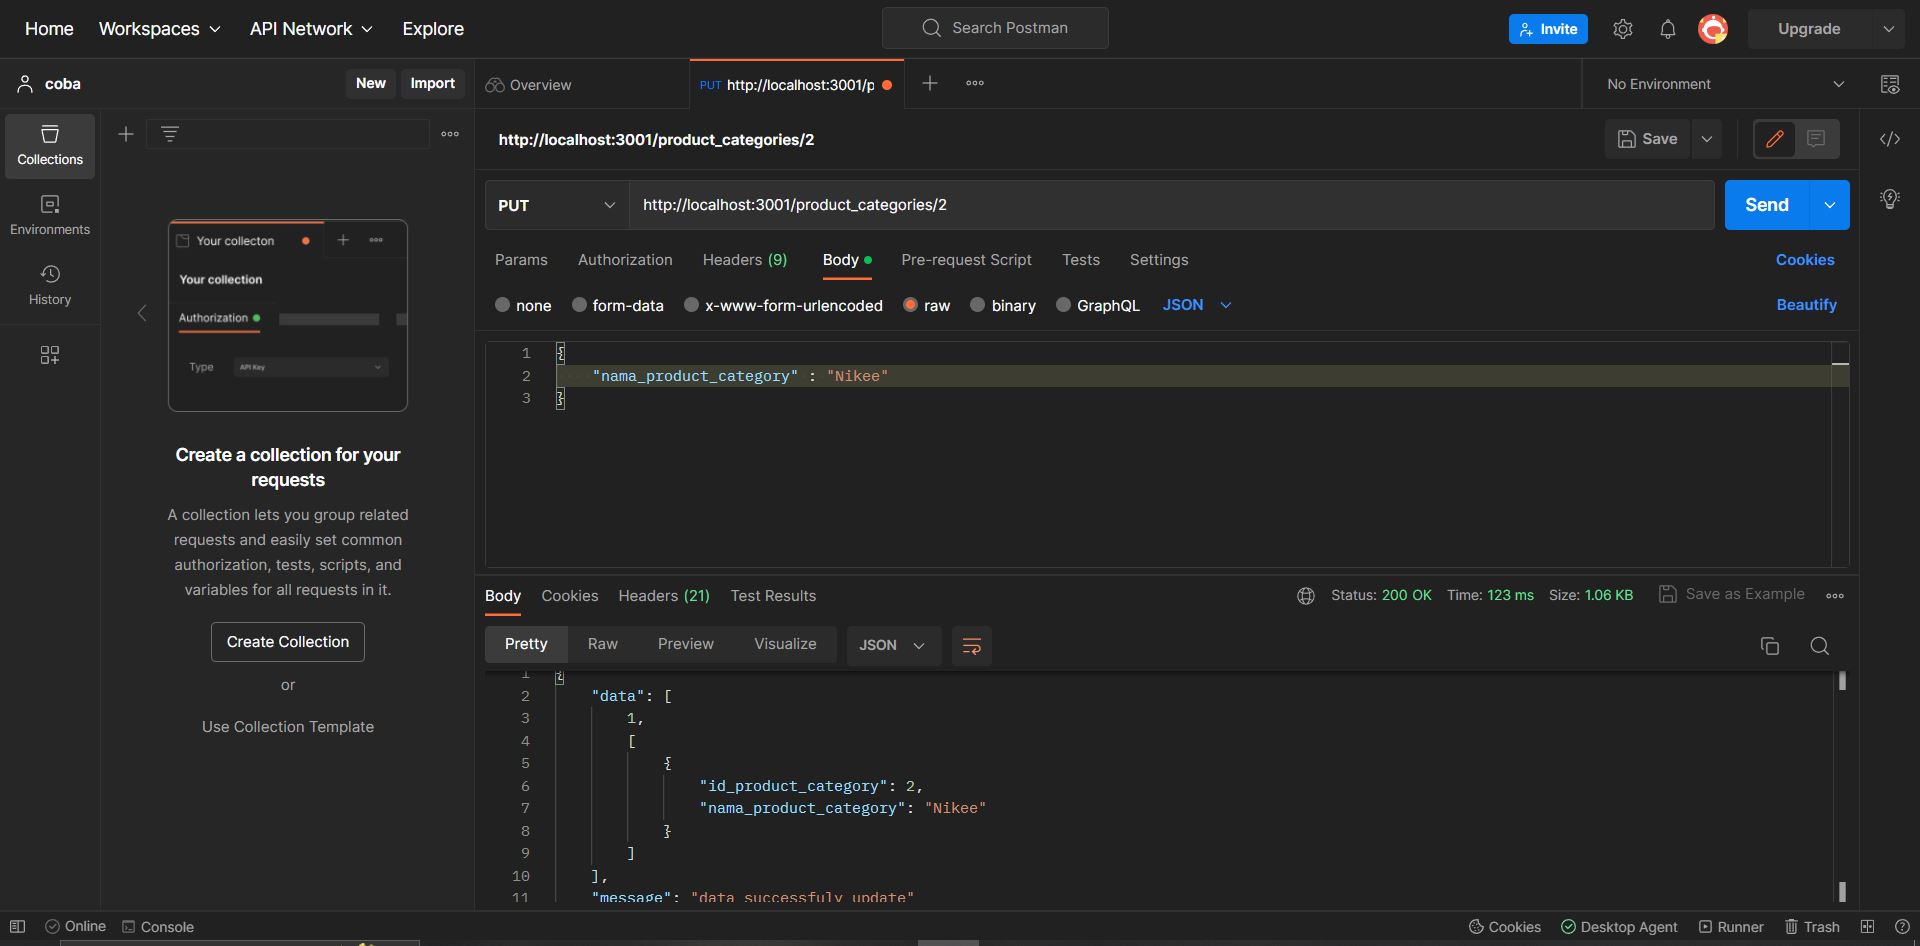 Home Workspaces API Network Explore Search Postman Invite Upgrade
coba New Import Overview PUT http://localhost:3001/p No Environment
http://localhost:3001/product_categories/2 Save
Collections
Environments
History
Your collecton
Your collection
Authorization
Type API Key
Create a collection for your
requests
A collection lets you group related
requests and easily set common
authorization, tests, scripts, and
variables for all requests in it.
Create Collection
or
Use Collection Template
PUT http://localhost:3001/product_categories/2 Send
Params Authorization Headers (9) Body Pre-request Script Tests Settings Cookies
none form-data x-www-form-urlencoded raw binary GraphQL JSON Beautify
1 {
2 "nama_product_category" : "Nikee"
3 }
Body Cookies Headers (21) Test Results Status: 200 OK Time: 123 ms Size: 1.06 KB Save as Example
Pretty Raw Preview Visualize JSON
1 {
2 "data": [
3 1,
4 [
5 {
6 "id_product_category": 2,
7 "nama_product_category": "Nikee"
8 }
9 ]
10 ],
11 "message": "data successfuly update"
Online Console Cookies Desktop Agent Runner Trash